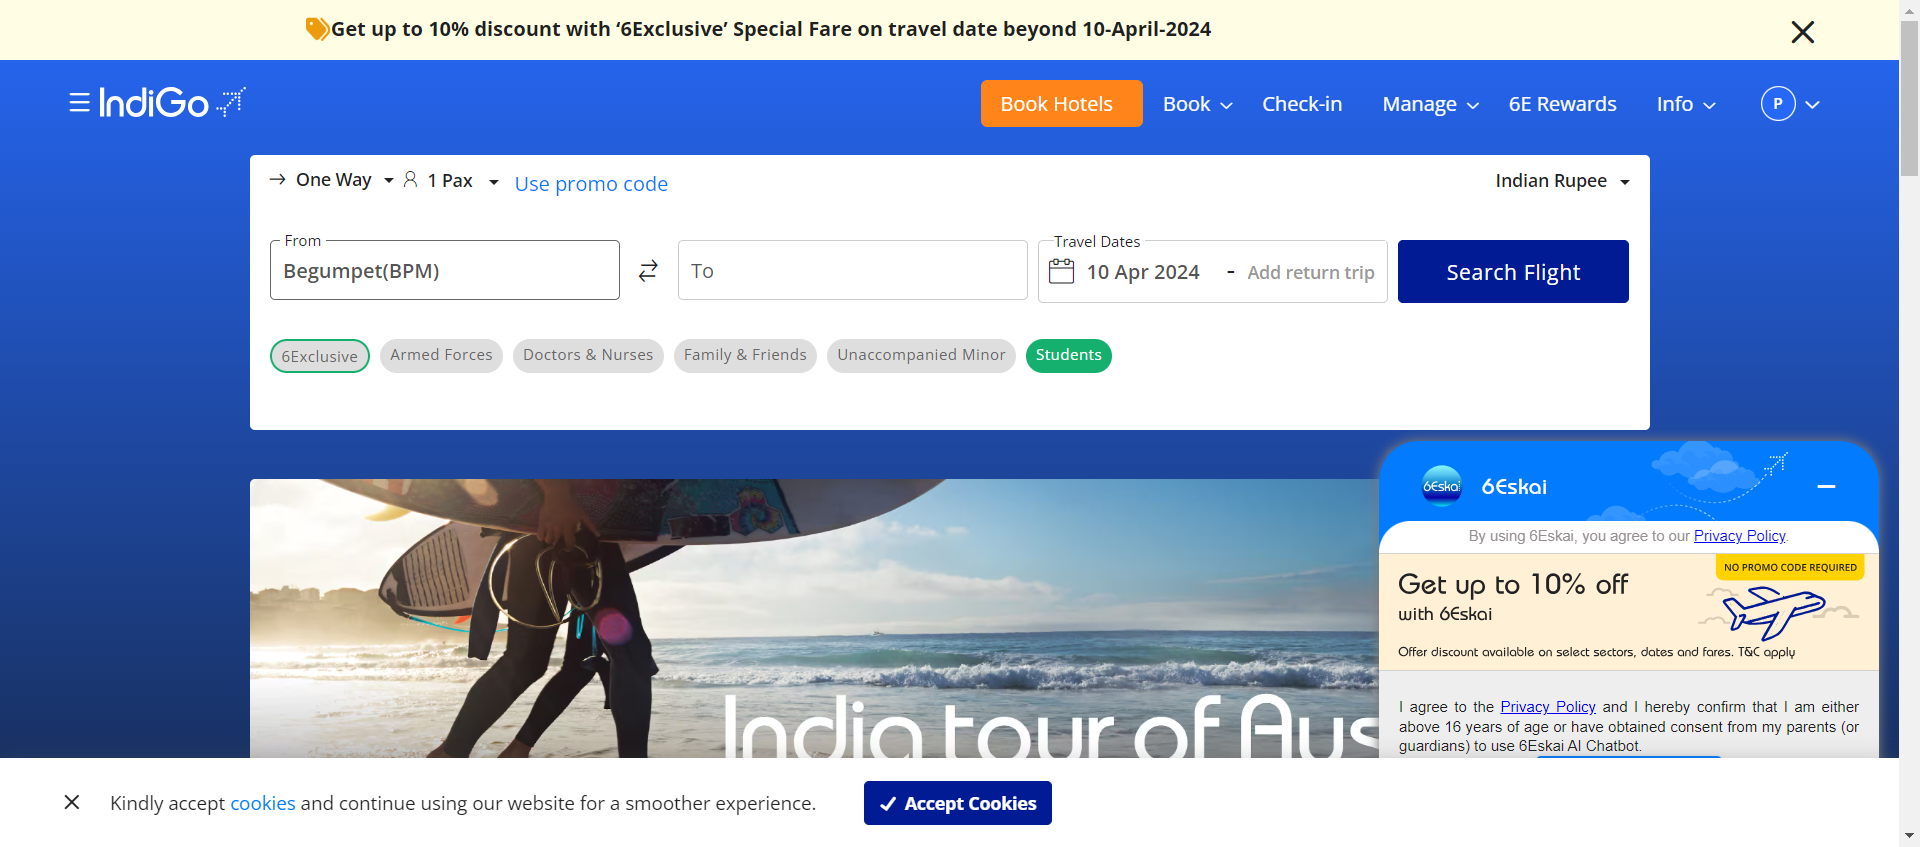 Get up to 10% discount with ‘6Exclusive’ Special Fare on travel date beyond 10-April-2024
IndiGo
Book Hotels
Book
Check-in
Manage
6E Rewards
Info
P
One Way
1 Pax
Use promo code
Indian Rupee
From
Begumpet(BPM)
To
Travel Dates
10 Apr 2024 - Add return trip
Search Flight
6Exclusive
Armed Forces
Doctors & Nurses
Family & Friends
Unaccompanied Minor
Students
India tour of Aus
6Eskai
6Eskai
By using 6Eskai, you agree to our Privacy Policy.
NO PROMO CODE REQUIRED
Get up to 10% off
with 6Eskai
Offer discount available on select sectors, dates and fares. T&C apply
I agree to the Privacy Policy and I hereby confirm that I am either
above 16 years of age or have obtained consent from my parents (or
guardians) to use 6Eskai AI Chatbot.
Kindly accept cookies and continue using our website for a smoother experience.
Accept Cookies